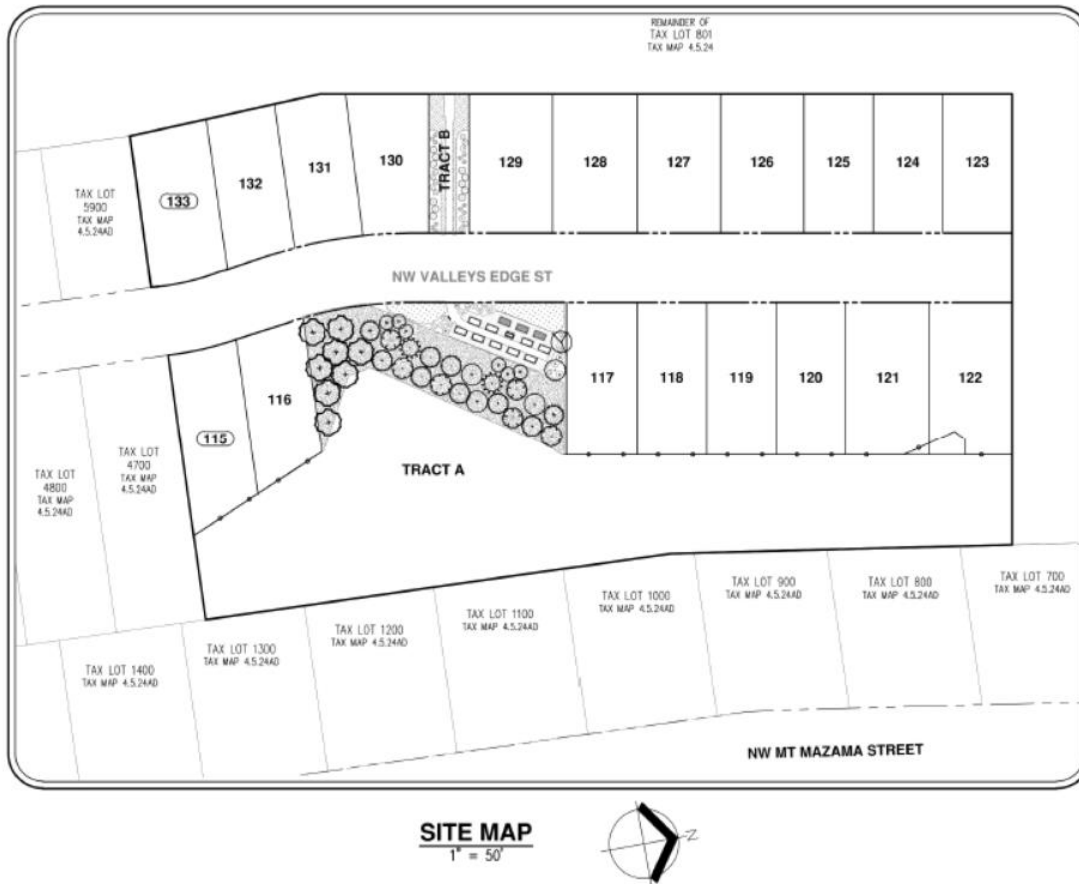 REMAINDER OF
TAX LOT 801
TAX MAP 4.5.24
133
132
131
130
TRACT B
129
128
127
126
125
124
123
TAX LOT
5900
TAX MAP
4.5.24AD
NW VALLEYS EDGE ST
115
116
117
118
119
120
121
122
TRACT A
TAX LOT
4700
TAX MAP
4.5.24AD
TAX LOT
4800
TAX MAP
4.5.24AD
TAX LOT 1400
TAX MAP 4.5.24AD
TAX LOT 1300
TAX MAP 4.5.24AD
TAX LOT 1200
TAX MAP 4.5.24AD
TAX LOT 1100
TAX MAP 4.5.24AD
TAX LOT 1000
TAX MAP 4.5.24AD
TAX LOT 900
TAX MAP 4.5.24AD
TAX LOT 800
TAX MAP 4.5.24AD
TAX LOT 700
TAX MAP 4.5.24AD
NW MT MAZAMA STREET
SITE MAP
1" = 50'
N